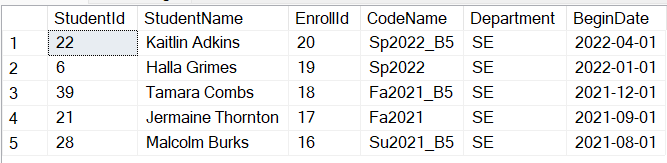 StudentId StudentName EnrollId CodeName Department BeginDate
1 22 Kaitlin Adkins 20 Sp2022_B5 SE 2022-04-01
2 6 Halla Grimes 19 Sp2022 SE 2022-01-01
3 39 Tamara Combs 18 Fa2021_B5 SE 2021-12-01
4 21 Jermaine Thornton 17 Fa2021 SE 2021-09-01
5 28 Malcolm Burks 16 Su2021_B5 SE 2021-08-01